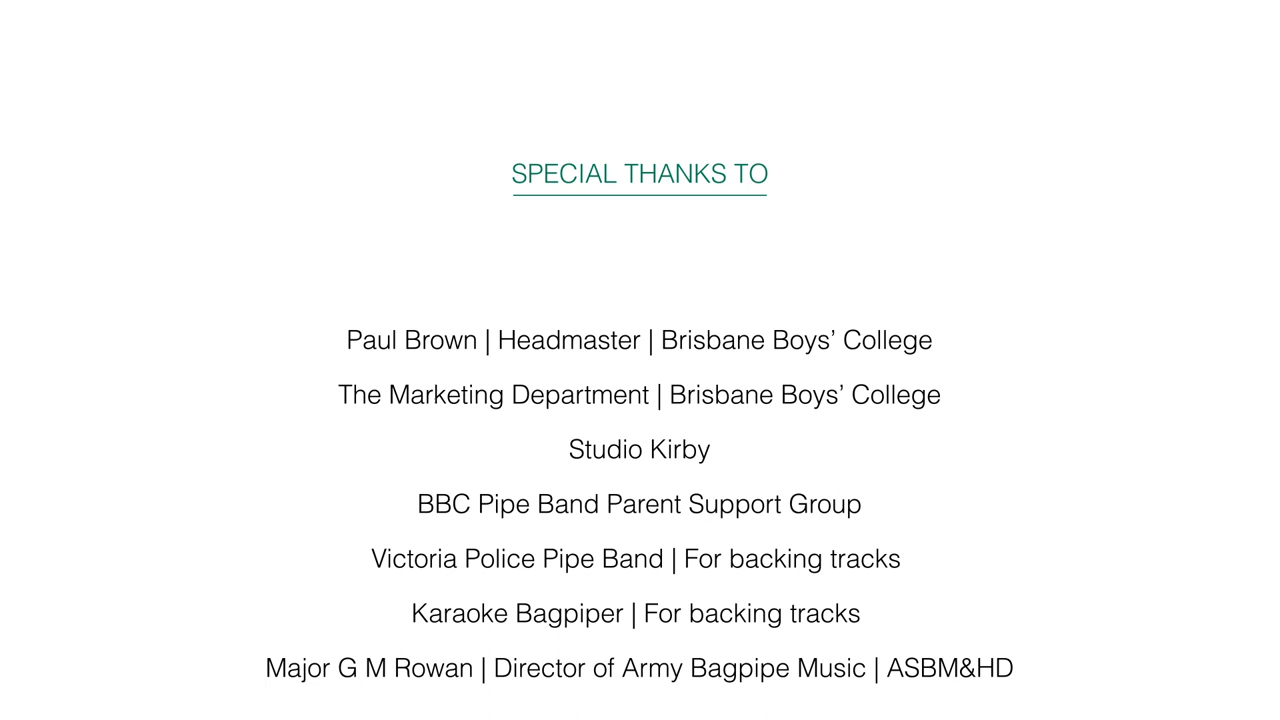 SPECIAL THANKS TO
Paul Brown | Headmaster | Brisbane Boys’ College
The Marketing Department | Brisbane Boys’ College
Studio Kirby
BBC Pipe Band Parent Support Group
Victoria Police Pipe Band | For backing tracks
Karaoke Bagpiper | For backing tracks
Major G M Rowan | Director of Army Bagpipe Music | ASBM&HD